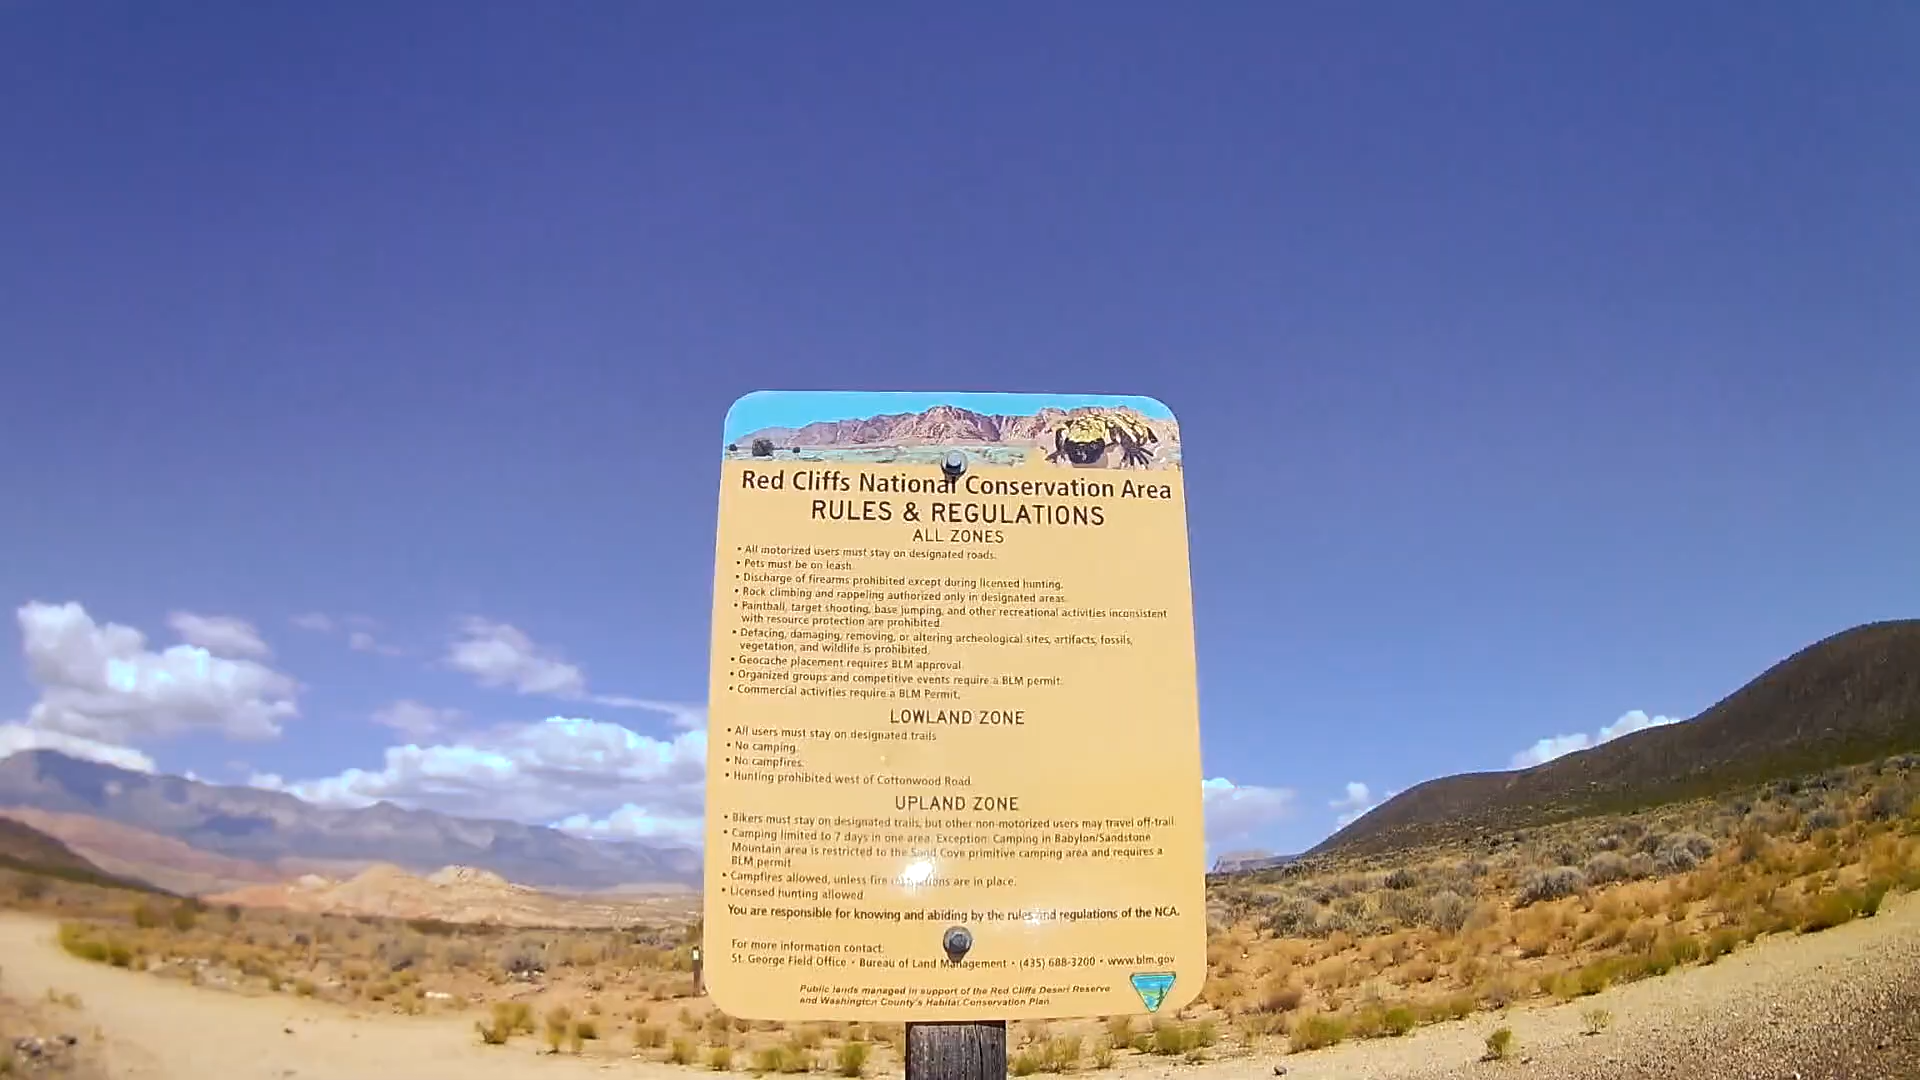 Red Cliffs National Conservation Area
RULES & REGULATIONS
ALL ZONES
• All motorized users must stay on designated roads.
• Pets must be on leash.
• Discharge of firearms prohibited except during licensed hunting.
• Rock climbing and rappeling authorized only in designated areas.
• Paintball, target shooting, base jumping, and other recreational activities inconsistent
with resource protection are prohibited.
• Defacing, damaging, removing, or altering archeological sites, artifacts, fossils,
vegetation, and wildlife is prohibited.
• Geocache placement requires BLM approval.
• Organized groups and competitive events require a BLM permit.
• Commercial activities require a BLM Permit.
LOWLAND ZONE
• All users must stay on designated trails.
• No camping.
• No campfires.
• Hunting prohibited west of Cottonwood Road.
UPLAND ZONE
• Bikers must stay on designated trails, but other non-motorized users may travel off-trail.
• Camping limited to 7 days in one area. Exception: Camping in Babylon/Sandstone
Mountain area is restricted to the Sand Cove primitive camping area and requires a
BLM permit.
• Campfires allowed, unless fire are in place.
• Licensed hunting allowed.
You are responsible for knowing and abiding by the rules and regulations of the NCA.
For more information contact:
St. George Field Office • Bureau of Land Management • (435) 688-3200 • www.blm.gov
Public lands managed in support of the Red Cliffs Desert Reserve
and Washington County's Habitat Conservation Plan.